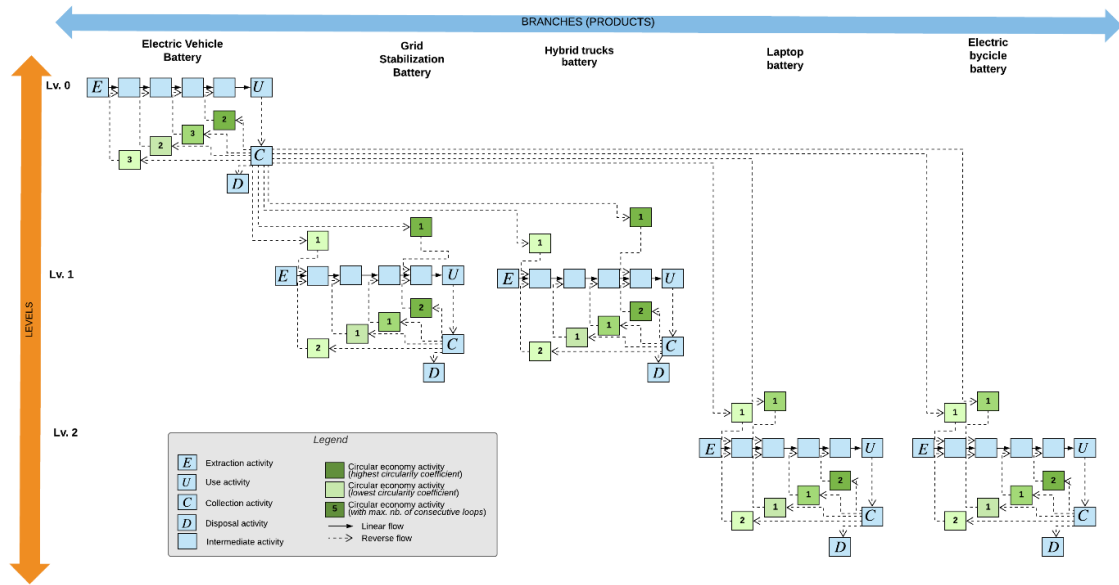 BRANCHES (PRODUCTS)
Electric Vehicle
Battery
Grid
Stabilization
Battery
Hybrid trucks
battery
Laptop
battery
Electric
bycicle
battery
LEVELS
Lv. 0
E U
2
3
2
3
C
D
1 1 1 1
Lv. 1
E U E U
2 2
1 1
1 1
2 2
C C
D D
1 1 1 1
Lv. 2
E U E U
2 2
1 1
1 1
2 2
C C
D D
Legend
E Extraction activity
U Use activity
C Collection activity
D Disposal activity
Intermediate activity
Circular economy activity
(highest circularity coefficient)
Circular economy activity
(lowest circularity coefficient)
5 Circular economy activity
(with max. nb. of consecutive loops)
Linear flow
Reverse flow